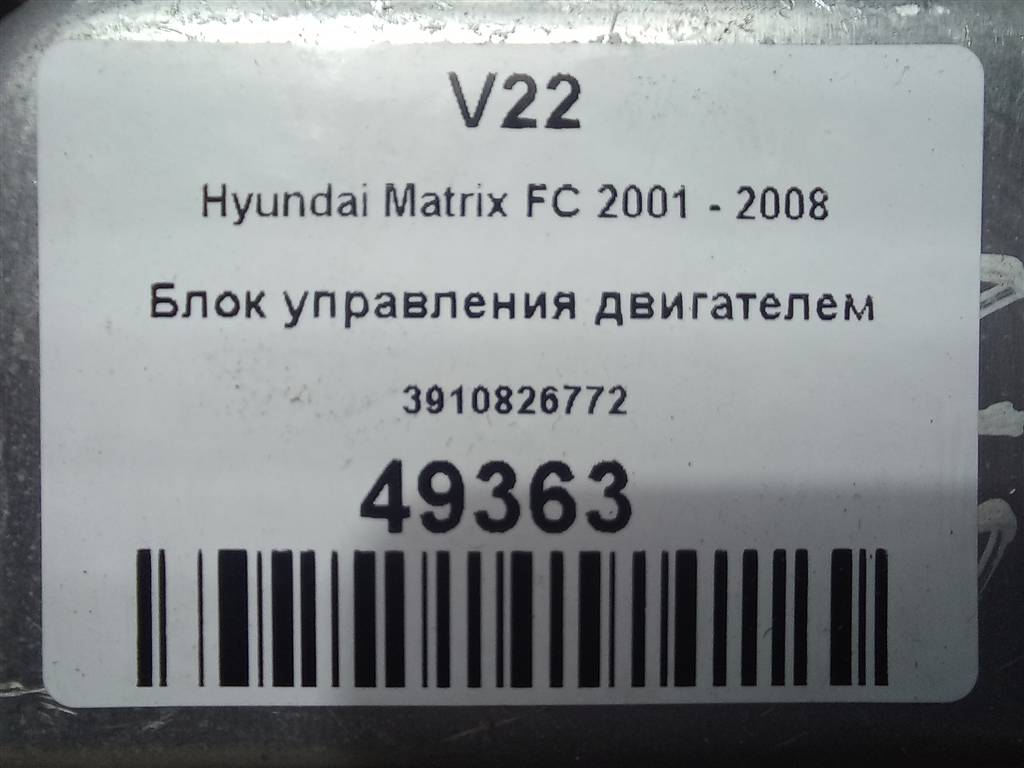 V22
Hyundai Matrix FC 2001 - 2008
Блок управления двигателем
3910826772
49363